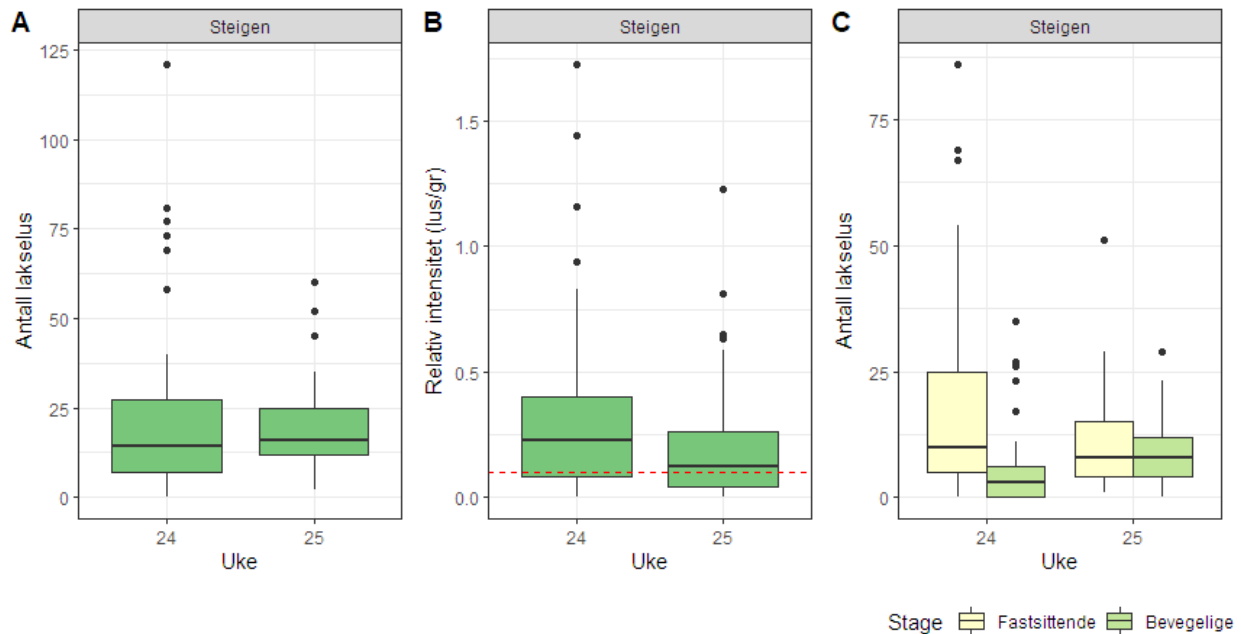 A
Steigen
Antall lakselus
125
100
75
50
25
0
24
25
Uke
B
Steigen
Relativ intensitet (lus/gr)
1.5
1.0
0.5
0.0
24
25
Uke
C
Steigen
Antall lakselus
75
50
25
0
24
25
Uke
Stage Fastsittende Bevegelige